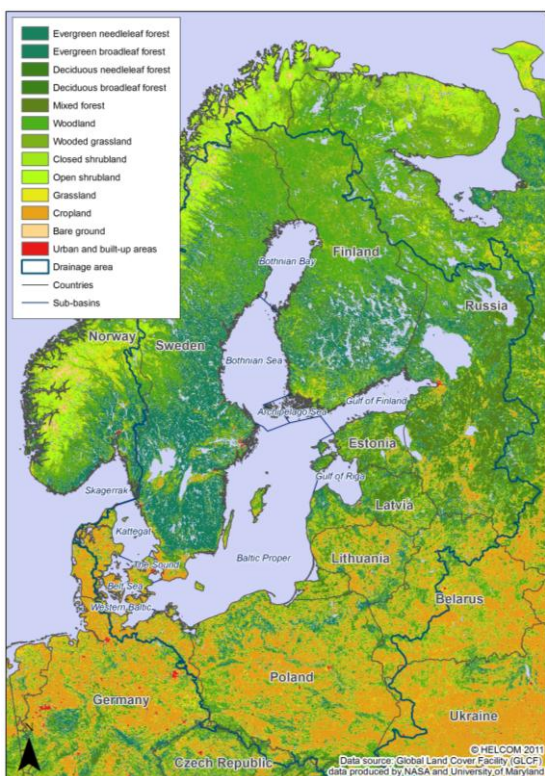 Evergreen needleleaf forest
Evergreen broadleaf forest
Deciduous needleleaf forest
Deciduous broadleaf forest
Mixed forest
Woodland
Wooded grassland
Closed shrubland
Open shrubland
Grassland
Cropland
Bare ground
Urban and built-up areas
Drainage area
Countries
Sub-basins
Finland
Bothnian Bay
Russia
Norway
Sweden
Bothnian Sea
Gulf of Finland
Archipelago Sea
Estonia
Gulf of Riga
Skagerrak
Latvia
Kattegat
Baltic Proper
Lithuania
The Sound
Belt Sea
Western Baltic
Belarus
Poland
Germany
Ukraine
Czech Republic
© HELCOM 2011
Data source: Global Land Cover Facility (GLCF)
data produced by NASA and University of Maryland